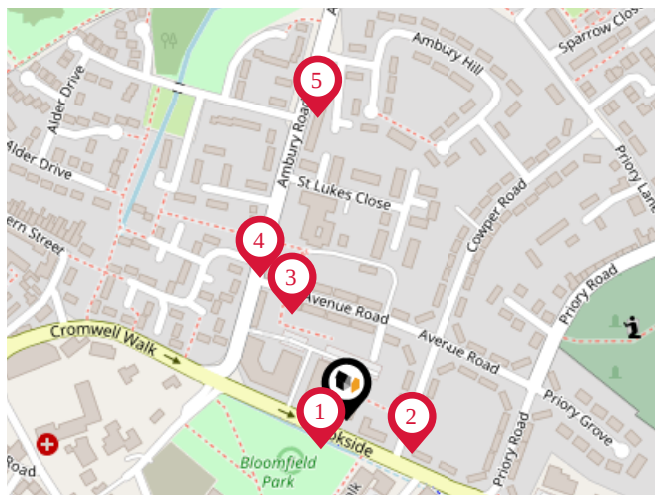 Sparrow Close
Ambury Hill
Alder Drive
5
Ambury Road
Alder Drive
Priory Lane
St Lukes Close
Cowper Road
ern Street
4
3
Priory Road
Avenue Road
Cromwell Walk
Avenue Road
1
2
Priory Grove
okside
Priory Road
Bloomfield
Park
Road